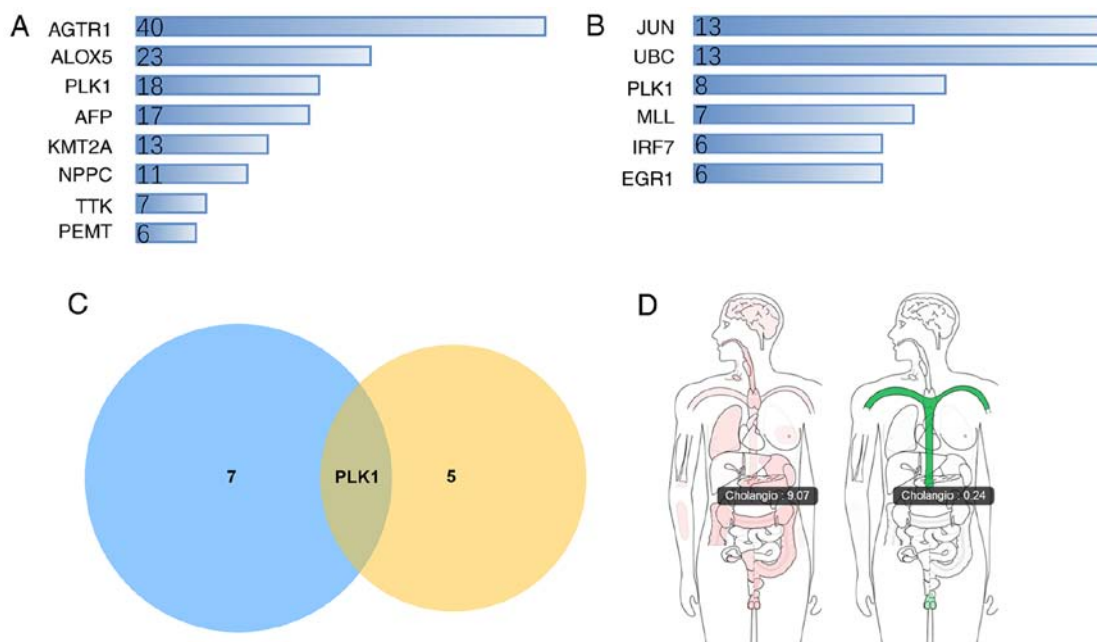 A
AGTR1 40
ALOX5 23
PLK1 18
AFP 17
KMT2A 13
NPPC 11
TTK 7
PEMT 6
B
JUN 13
UBC 13
PLK1 8
MLL 7
IRF7 6
EGR1 6
C
7 PLK1 5
D
Cholangio : 9.07
Cholangio : 0.24